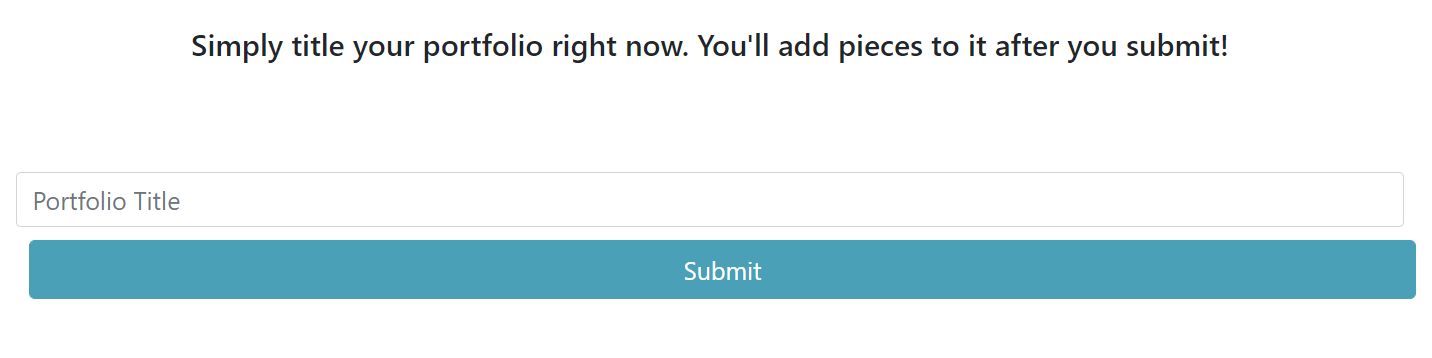 Simply title your portfolio right now. You'll add pieces to it after you submit!
Portfolio Title
Submit